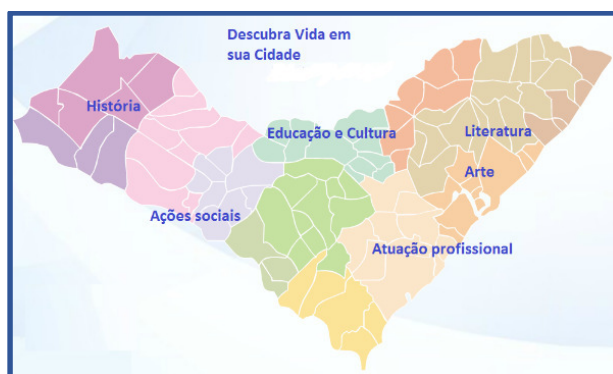 Descubra Vida em
sua Cidade
História
Educação e Cultura
Literatura
Arte
Ações sociais
Atuação profissional